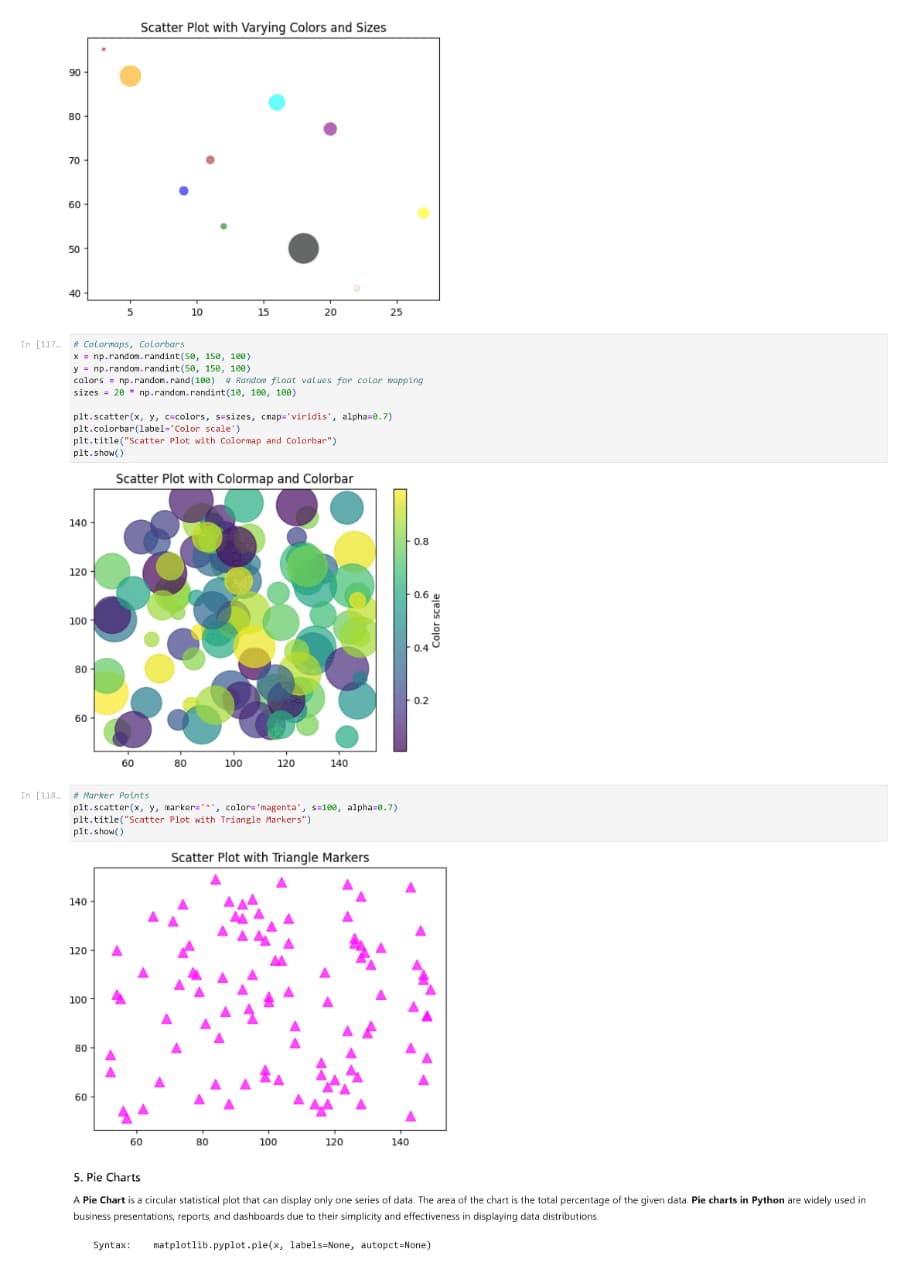 Scatter Plot with Varying Colors and Sizes
90
80
70
60
50
40
5 10 15 20 25
In [117...
# Colormaps, Colorbars
x = np.random.randint(50, 150, 100)
y = np.random.randint(50, 150, 100)
colors = np.random.rand(100)  # Random float values for color mapping
sizes = 20 * np.random.randint(10, 100, 100)
plt.scatter(x, y, c=colors, s=sizes, cmap='viridis', alpha=0.7)
plt.colorbar(label='Color scale')
plt.title("Scatter Plot with Colormap and Colorbar")
plt.show()
Scatter Plot with Colormap and Colorbar
140
120
100
80
60
60 80 100 120 140
0.8
0.6
0.4
0.2
Color scale
In [118...
# Marker Points
plt.scatter(x, y, marker='^', color='magenta', s=100, alpha=0.7)
plt.title("Scatter Plot with Triangle Markers")
plt.show()
Scatter Plot with Triangle Markers
140
120
100
80
60
60 80 100 120 140
5. Pie Charts
A Pie Chart is a circular statistical plot that can display only one series of data. The area of the chart is the total percentage of the given data. Pie charts in Python are widely used in
business presentations, reports, and dashboards due to their simplicity and effectiveness in displaying data distributions.
Syntax: matplotlib.pyplot.pie(x, labels=None, autopct=None)